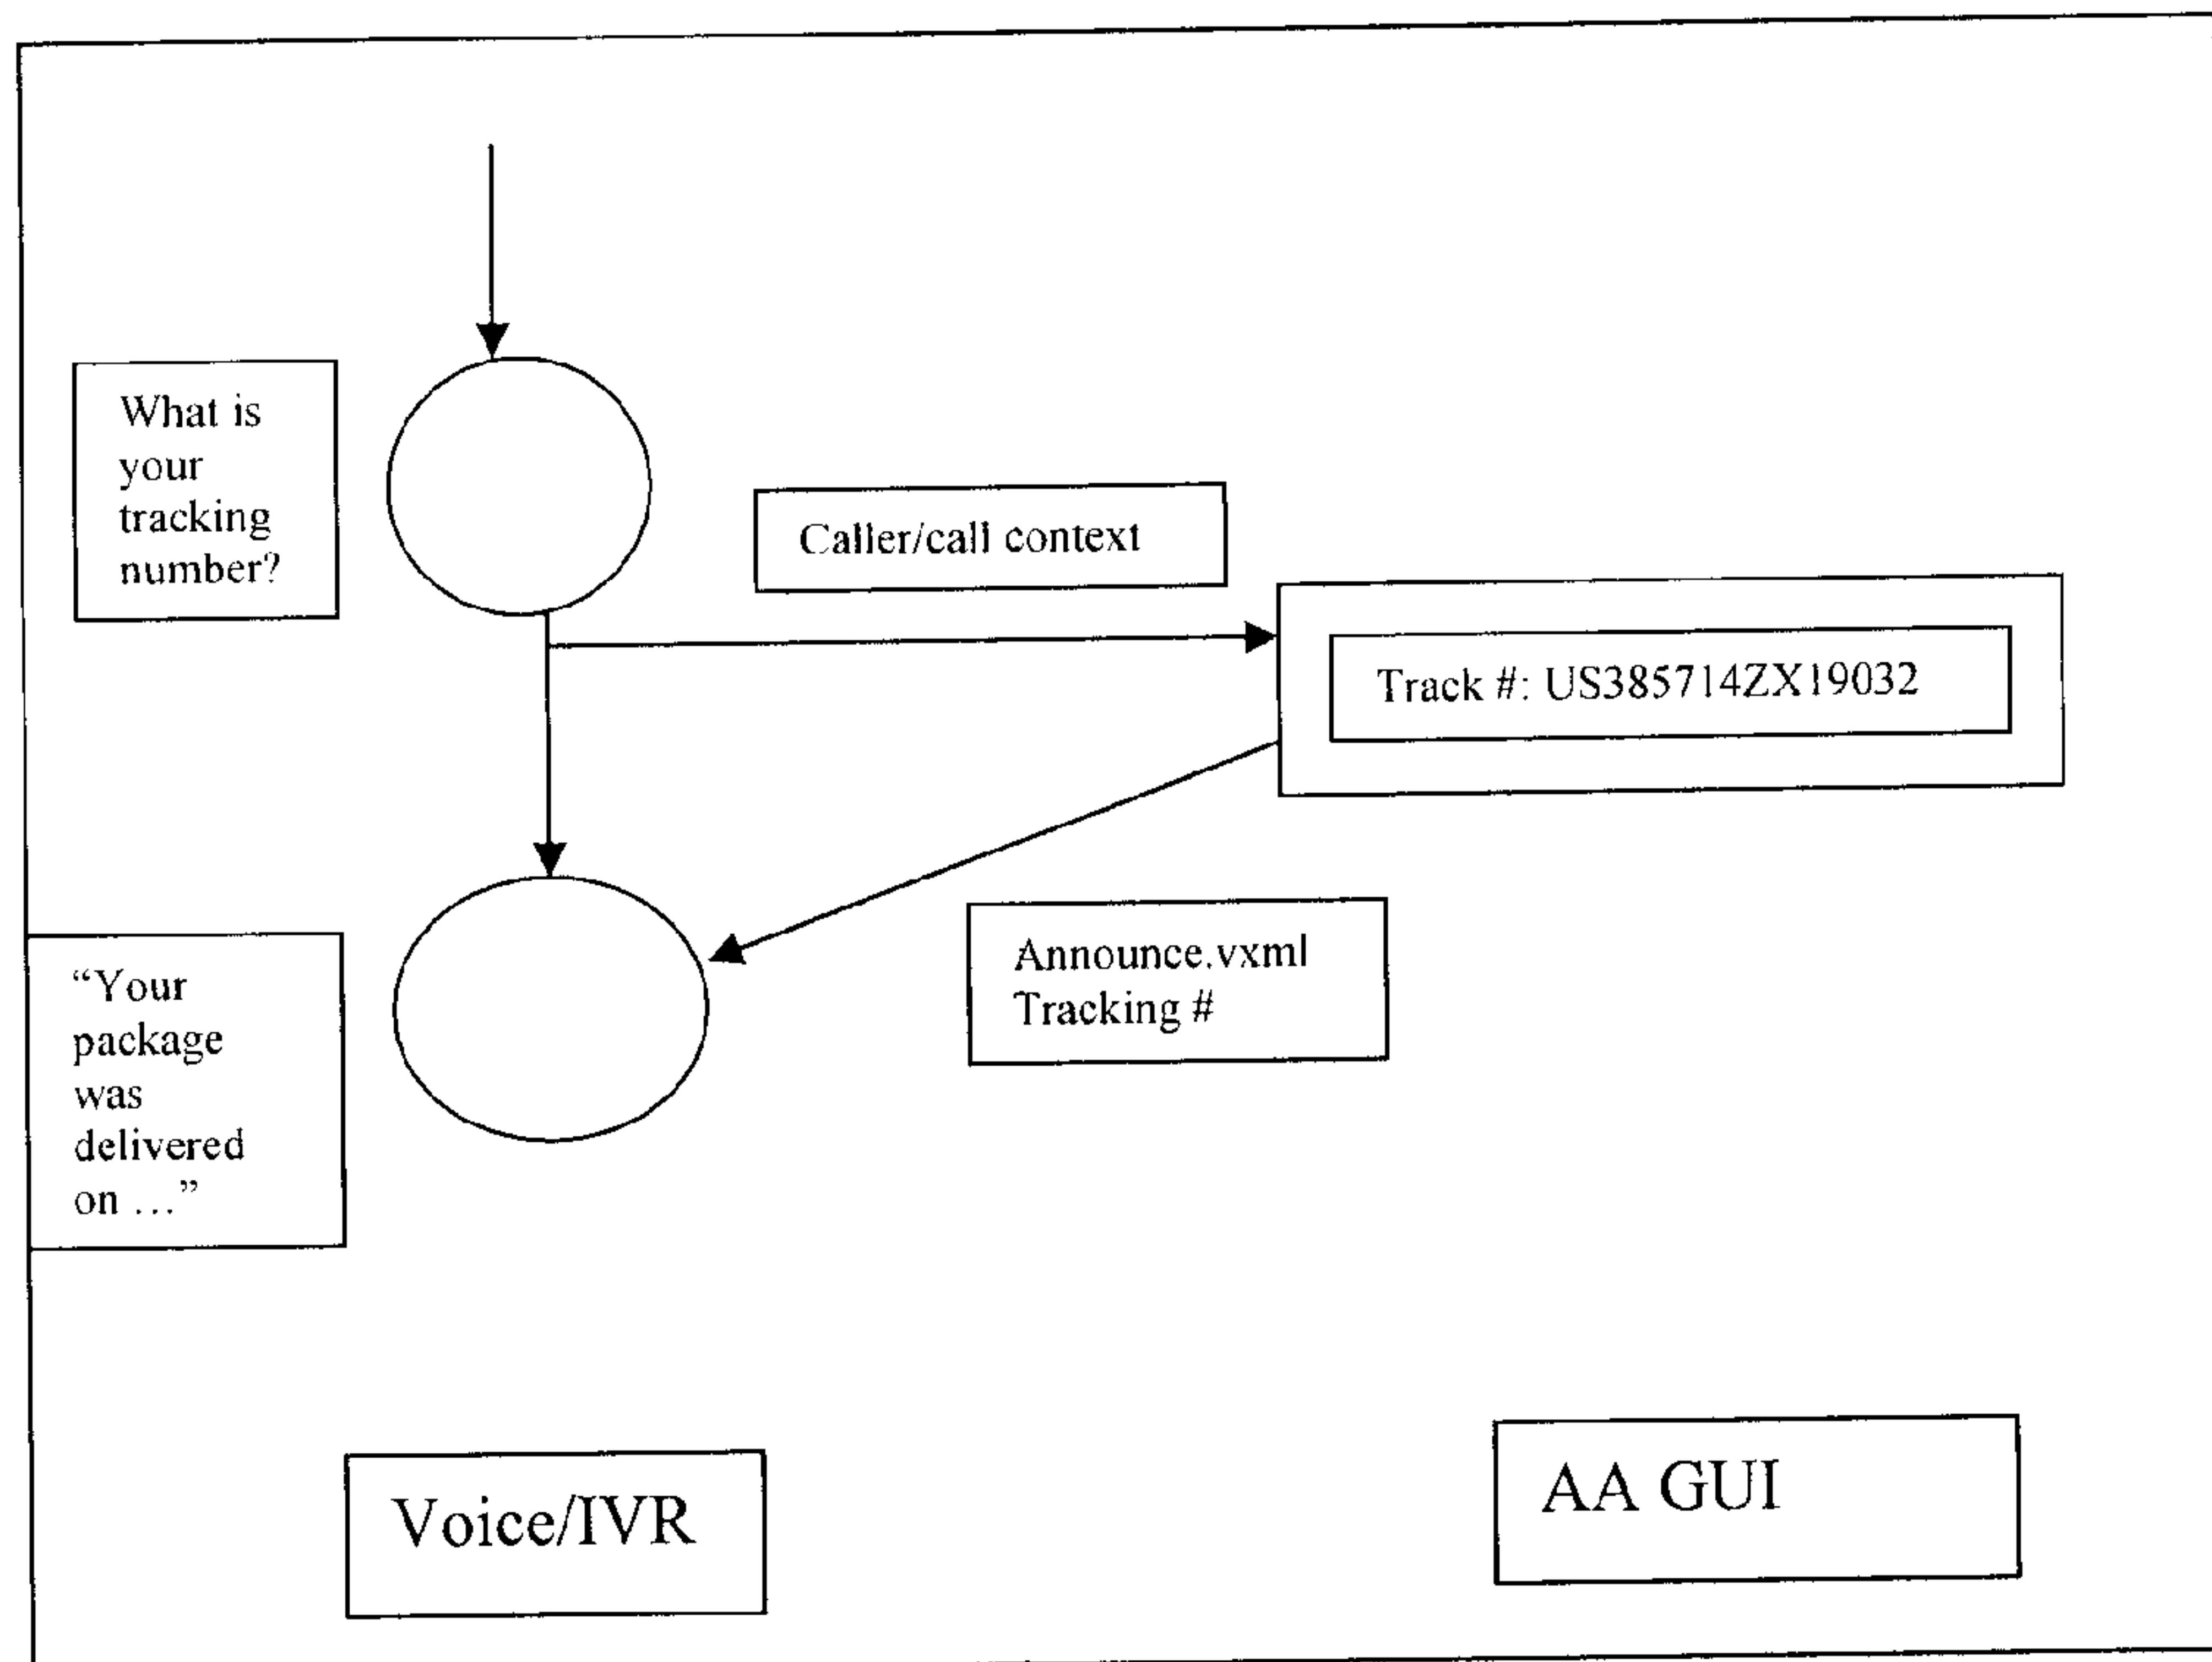 What is
your
tracking
number?
Caller/call context
Track #: US385714ZX19032
“Your
package
was
delivered
on …”
Announce.vxml
Tracking #
Voice/IVR
AA GUI